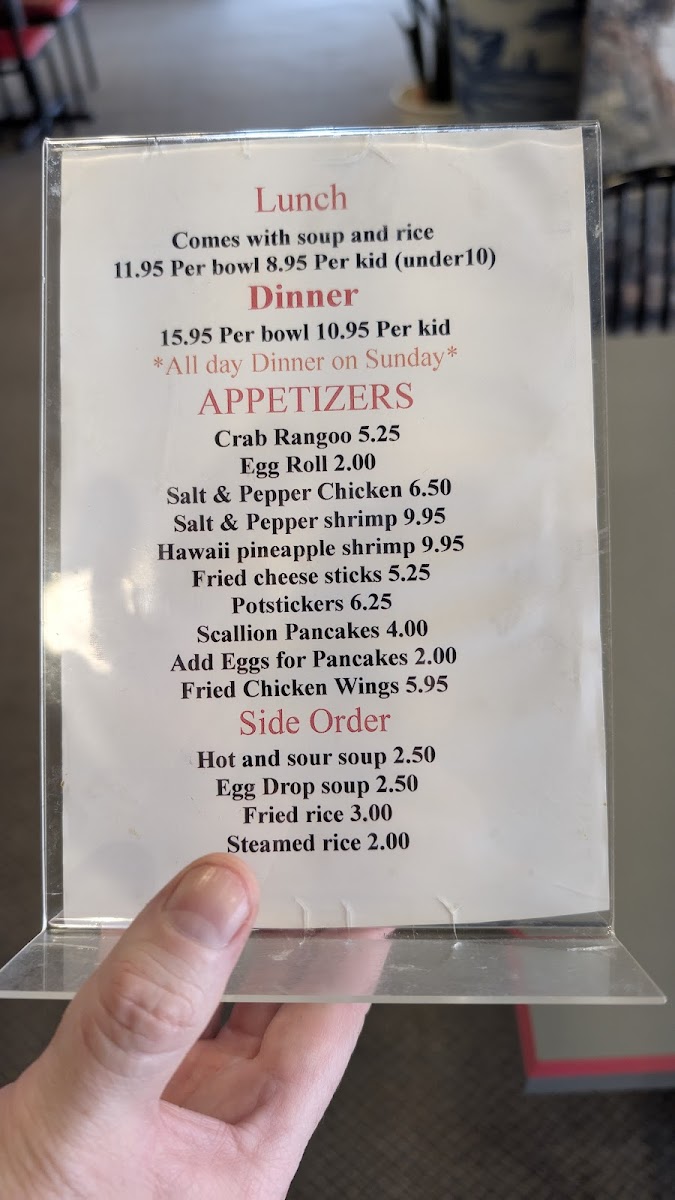 Lunch
Comes with soup and rice
11.95 Per bowl 8.95 Per kid (under10)
Dinner
15.95 Per bowl 10.95 Per kid
*All day Dinner on Sunday*
APPETIZERS
Crab Rangoo 5.25
Egg Roll 2.00
Salt & Pepper Chicken 6.50
Salt & Pepper shrimp 9.95
Hawaii pineapple shrimp 9.95
Fried cheese sticks 5.25
Potstickers 6.25
Scallion Pancakes 4.00
Add Eggs for Pancakes 2.00
Fried Chicken Wings 5.95
Side Order
Hot and sour soup 2.50
Egg Drop soup 2.50
Fried rice 3.00
Steamed rice 2.00